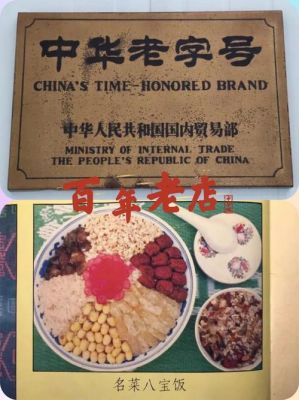 中华老字号
CHINA'S TIME-HONORED BRAND
中华人民共和国国内贸易部
MINISTRY OF INTERNAL TRADE
THE PEOPLE'S REPUBLIC OF CHINA
百年老店
名菜八宝饭